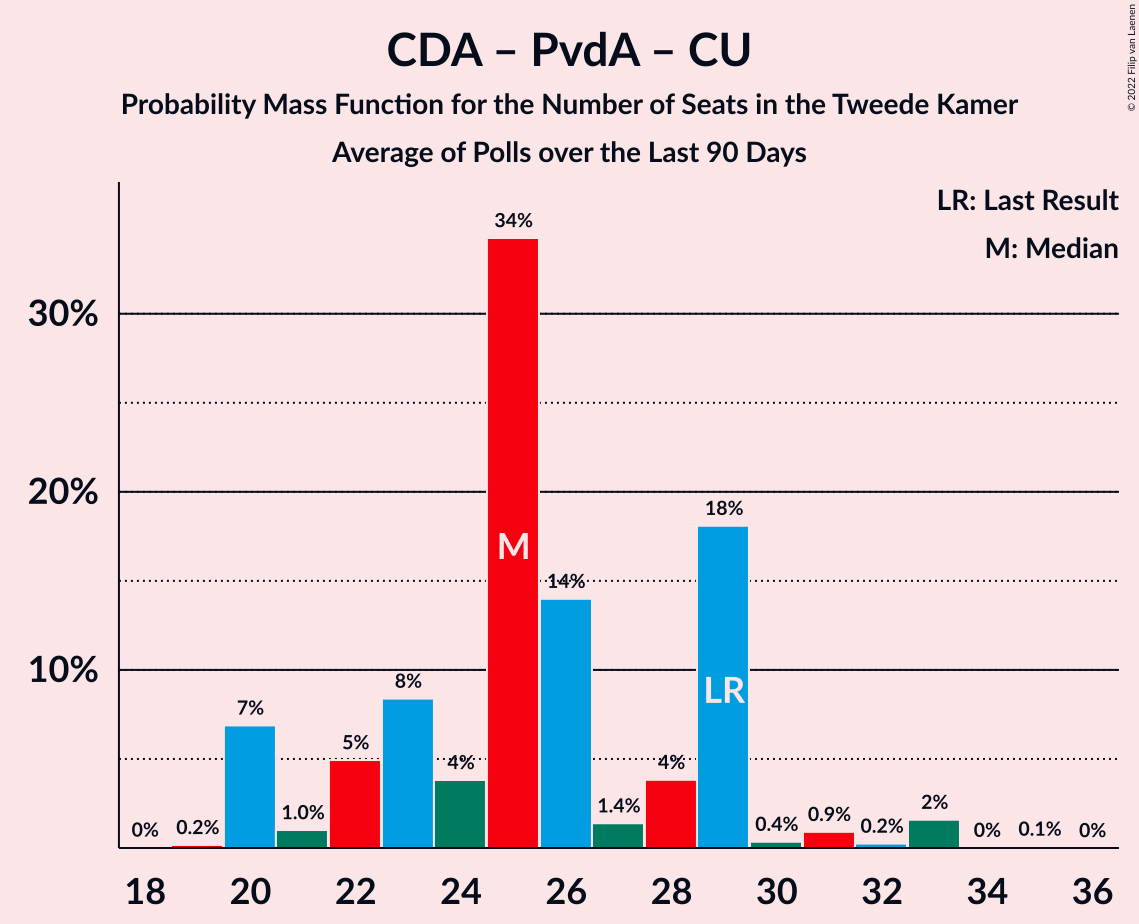 CDA – PvdA – CU
Probability Mass Function for the Number of Seats in the Tweede Kamer
Average of Polls over the Last 90 Days
© 2022 Filip van Laenen
LR: Last Result
M: Median
30%
20%
10%
0%
0.2%
7%
1.0%
5%
8%
4%
34%
14%
1.4%
4%
18%
0.4%
0.9%
0.2%
2%
0%
0.1%
0%
M
LR
18 20 22 24 26 28 30 32 34 36